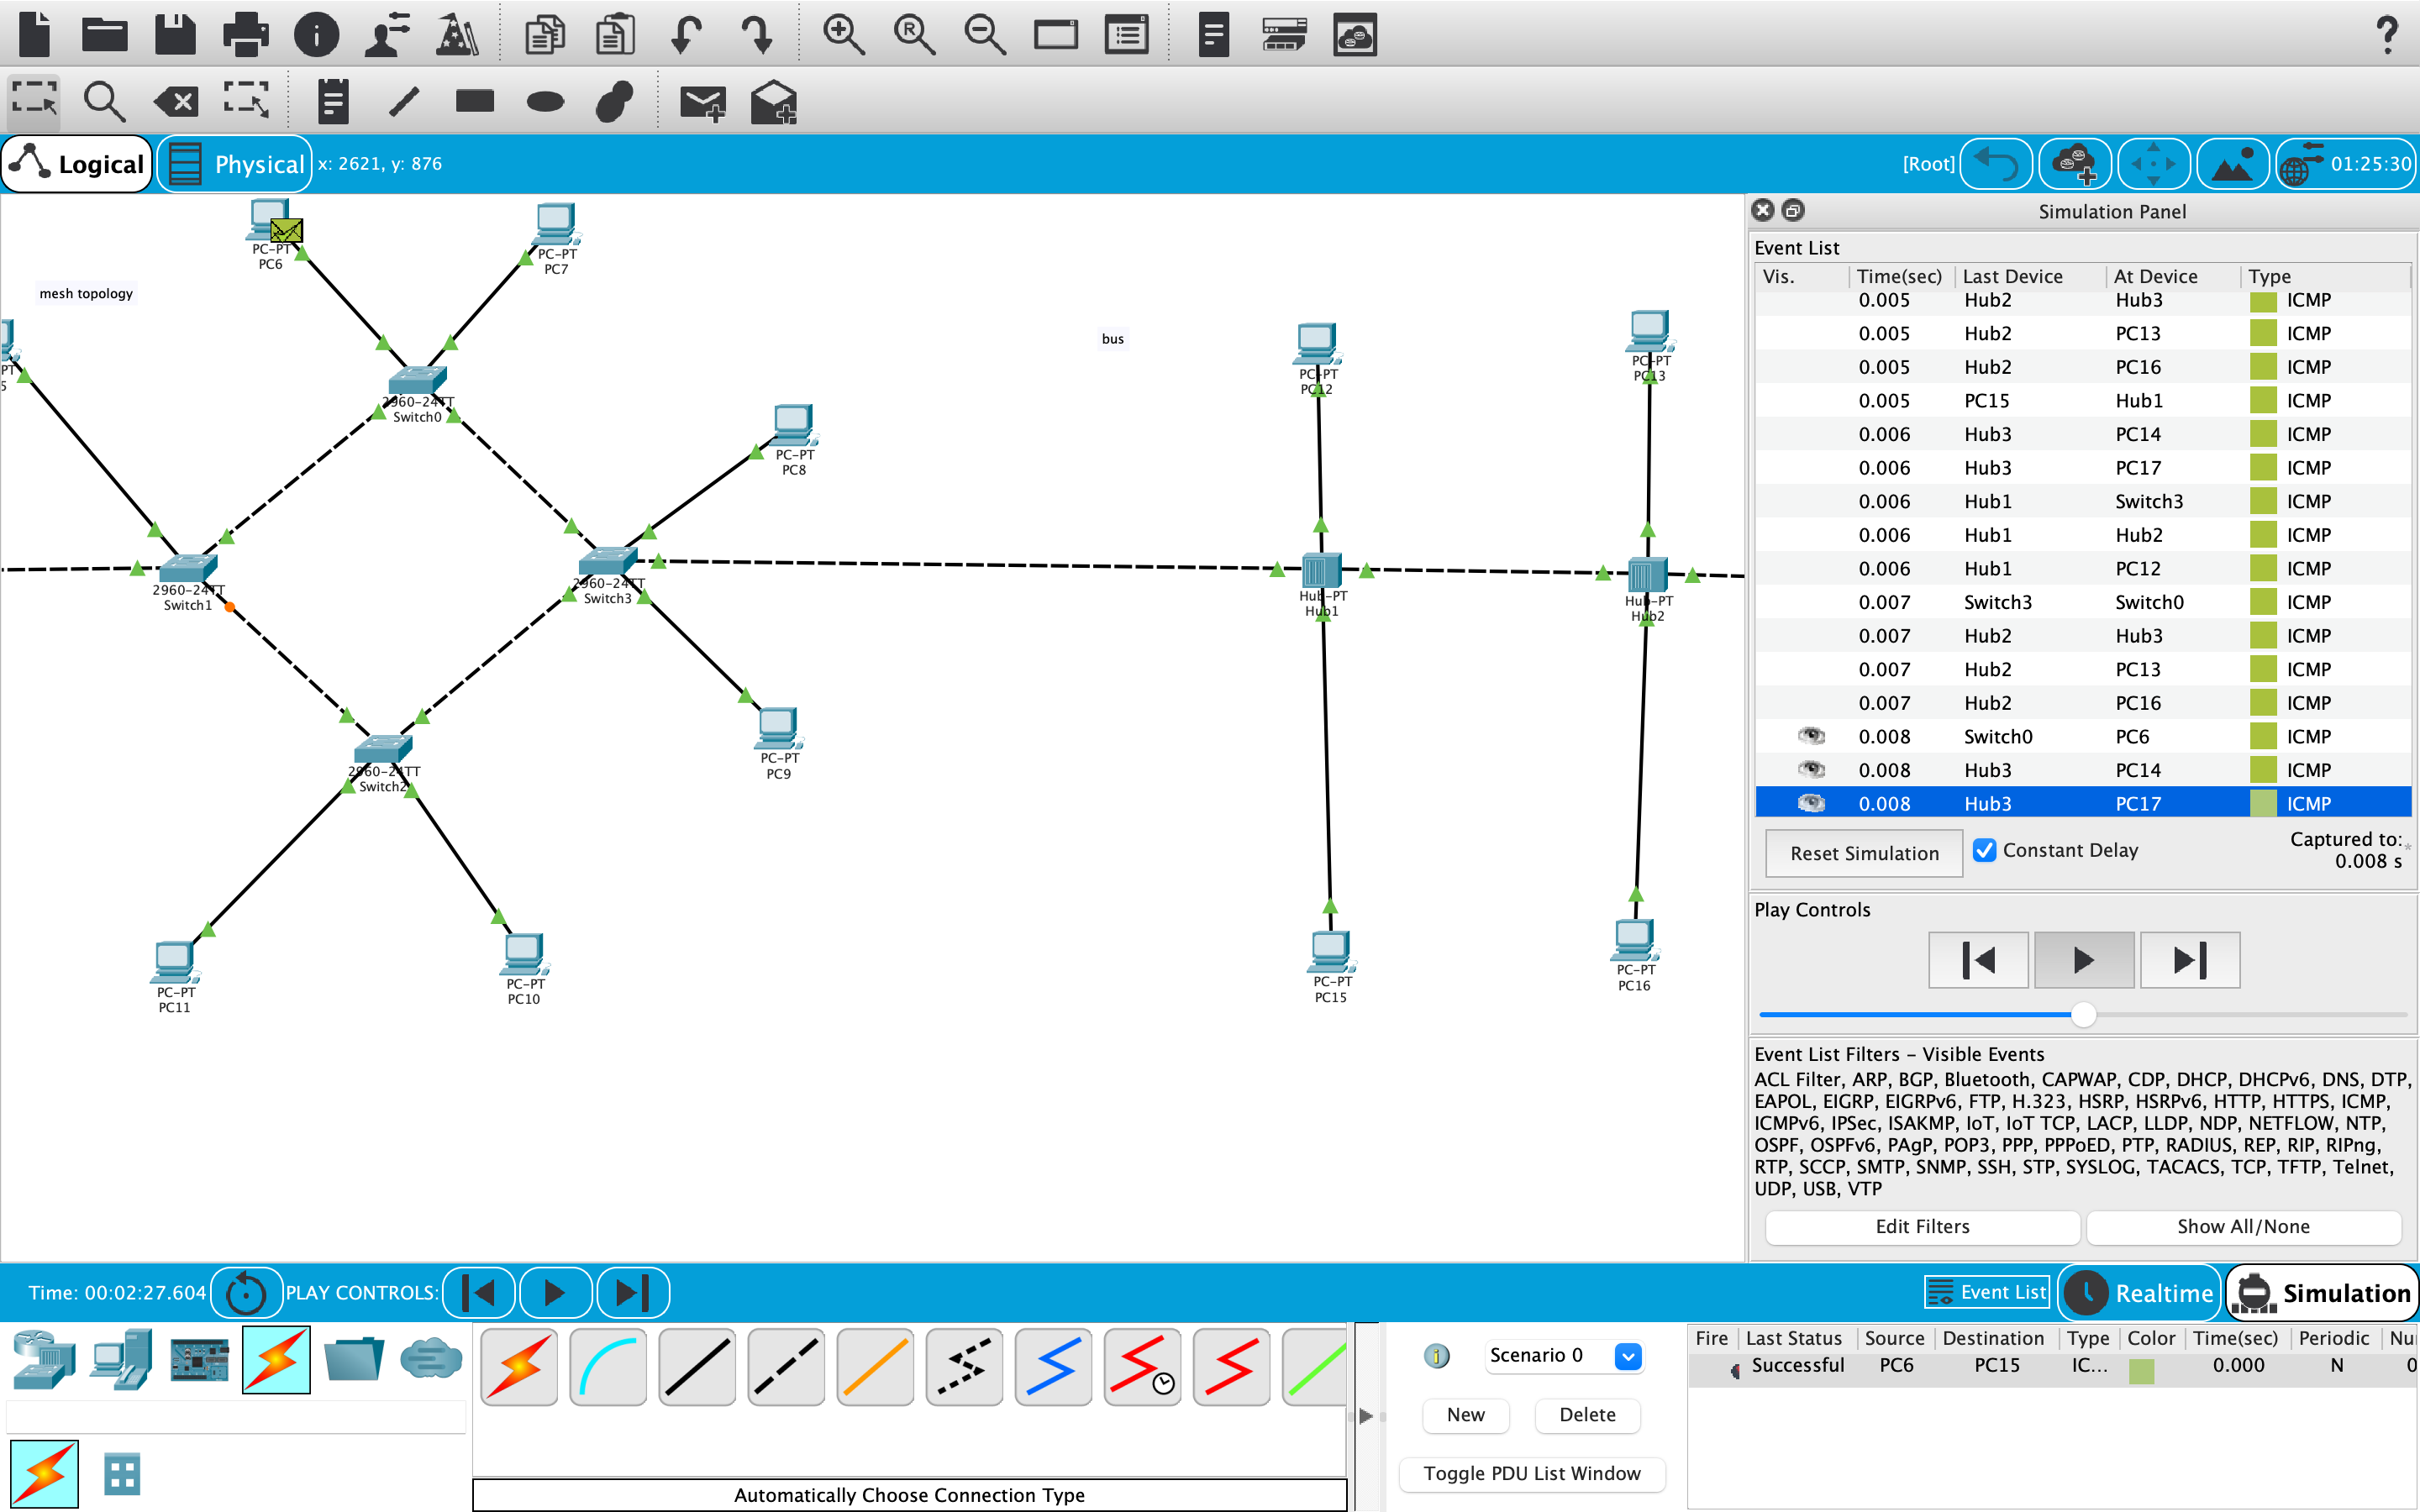 Logical
Physical
x: 2621, y: 876
[Root]
01:25:30
mesh topology
PC-PT
PC6
PC-PT
PC7
PT
5
2960-24TT
Switch0
PC-PT
PC8
2960-24TT
Switch1
2960-24TT
Switch3
PC-PT
PC9
2960-24TT
Switch2
PC-PT
PC11
PC-PT
PC10
bus
PC-PT
PC12
PC-PT
PC13
Hub-PT
Hub1
Hub-PT
Hub2
PC-PT
PC15
PC-PT
PC16
Simulation Panel
Event List
Vis. Time(sec) Last Device At Device Type
0.005 Hub2 Hub3 ICMP
0.005 Hub2 PC13 ICMP
0.005 Hub2 PC16 ICMP
0.005 PC15 Hub1 ICMP
0.006 Hub3 PC14 ICMP
0.006 Hub3 PC17 ICMP
0.006 Hub1 Switch3 ICMP
0.006 Hub1 Hub2 ICMP
0.006 Hub1 PC12 ICMP
0.007 Switch3 Switch0 ICMP
0.007 Hub2 Hub3 ICMP
0.007 Hub2 PC13 ICMP
0.007 Hub2 PC16 ICMP
0.008 Switch0 PC6 ICMP
0.008 Hub3 PC14 ICMP
0.008 Hub3 PC17 ICMP
Reset Simulation
Constant Delay
Captured to:
0.008 s
Play Controls
Event List Filters - Visible Events
ACL Filter, ARP, BGP, Bluetooth, CAPWAP, CDP, DHCP, DHCPv6, DNS, DTP,
EAPOL, EIGRP, EIGRPv6, FTP, H.323, HSRP, HSRPv6, HTTP, HTTPS, ICMP,
ICMPv6, IPSec, ISAKMP, IoT, IoT TCP, LACP, LLDP, NDP, NETFLOW, NTP,
OSPF, OSPFv6, PAgP, POP3, PPP, PPPoED, PTP, RADIUS, REP, RIP, RIPng,
RTP, SCCP, SMTP, SNMP, SSH, STP, SYSLOG, TACACS, TCP, TFTP, Telnet,
UDP, USB, VTP
Edit Filters
Show All/None
Time: 00:02:27.604
PLAY CONTROLS:
Event List
Realtime
Simulation
Automatically Choose Connection Type
Scenario 0
New
Delete
Toggle PDU List Window
Fire Last Status Source Destination Type Color Time(sec) Periodic Nu
Successful PC6 PC15 IC... 0.000 N 0